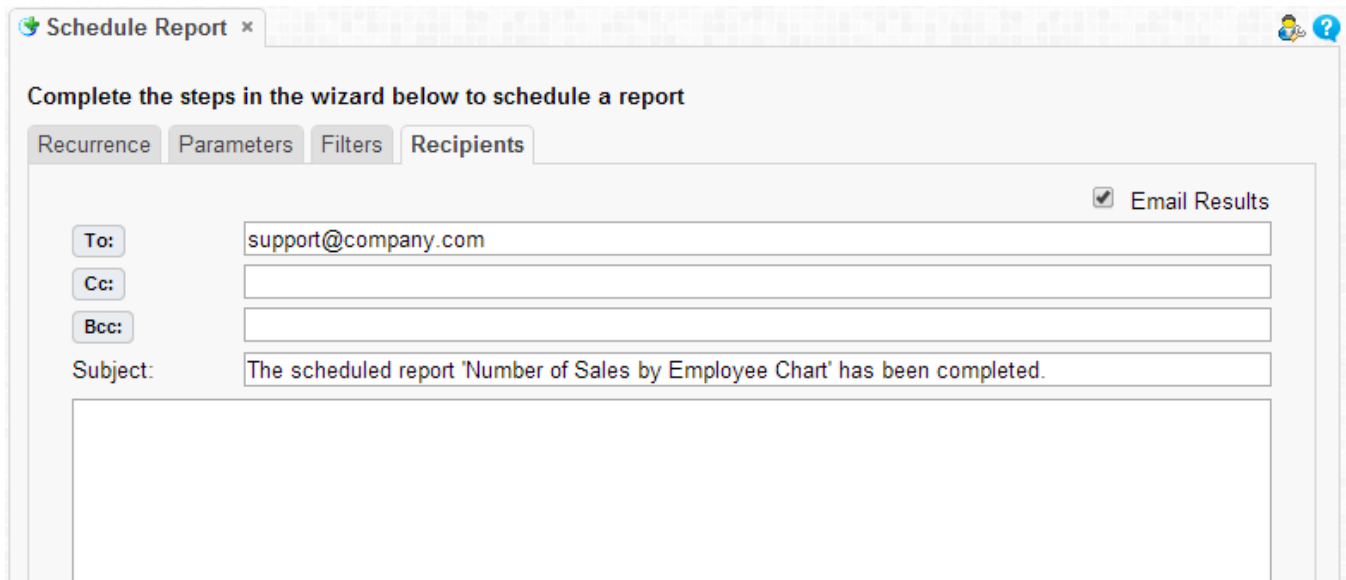 Schedule Report ×
?
Complete the steps in the wizard below to schedule a report
Recurrence Parameters Filters Recipients
Email Results
To: support@company.com
Cc:
Bcc:
Subject: The scheduled report 'Number of Sales by Employee Chart' has been completed.